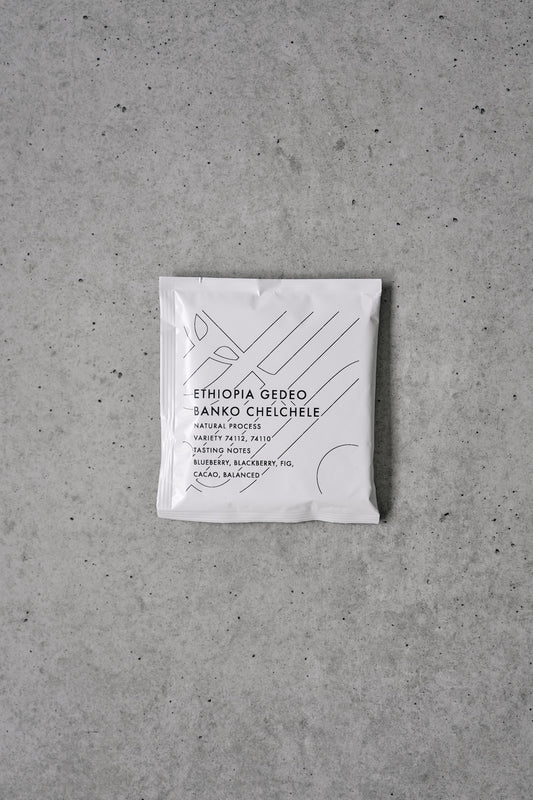 ETHIOPIA GEDEO
BANKO CHELCHELE
NATURAL PROCESS
VARIETY 74112, 74110
TASTING NOTES
BLUEBERRY, BLACKBERRY, FIG,
CACAO, BALANCED